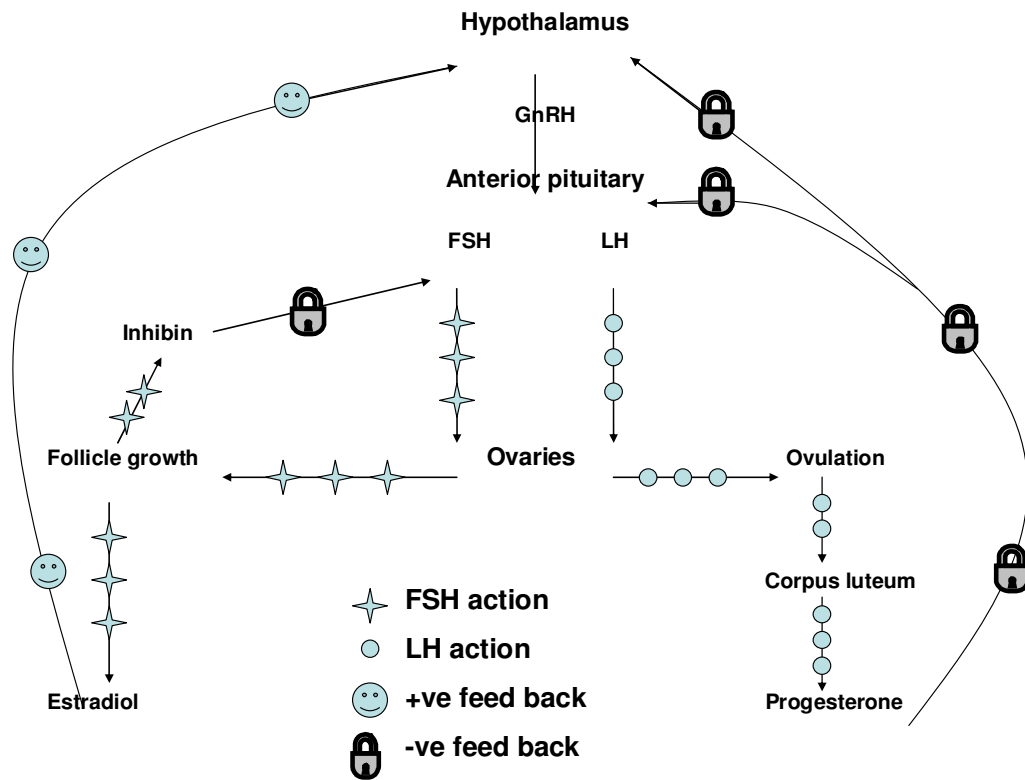 Hypothalamus
GnRH
Anterior pituitary
FSH
LH
Inhibin
Follicle growth
Ovaries
Ovulation
Corpus luteum
Estradiol
Progesterone
FSH action
LH action
+ve feed back
-ve feed back